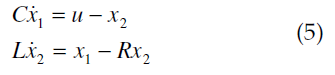 Cẋ₁ = u − x₂
Lẋ₂ = x₁ − Rx₂
(5)